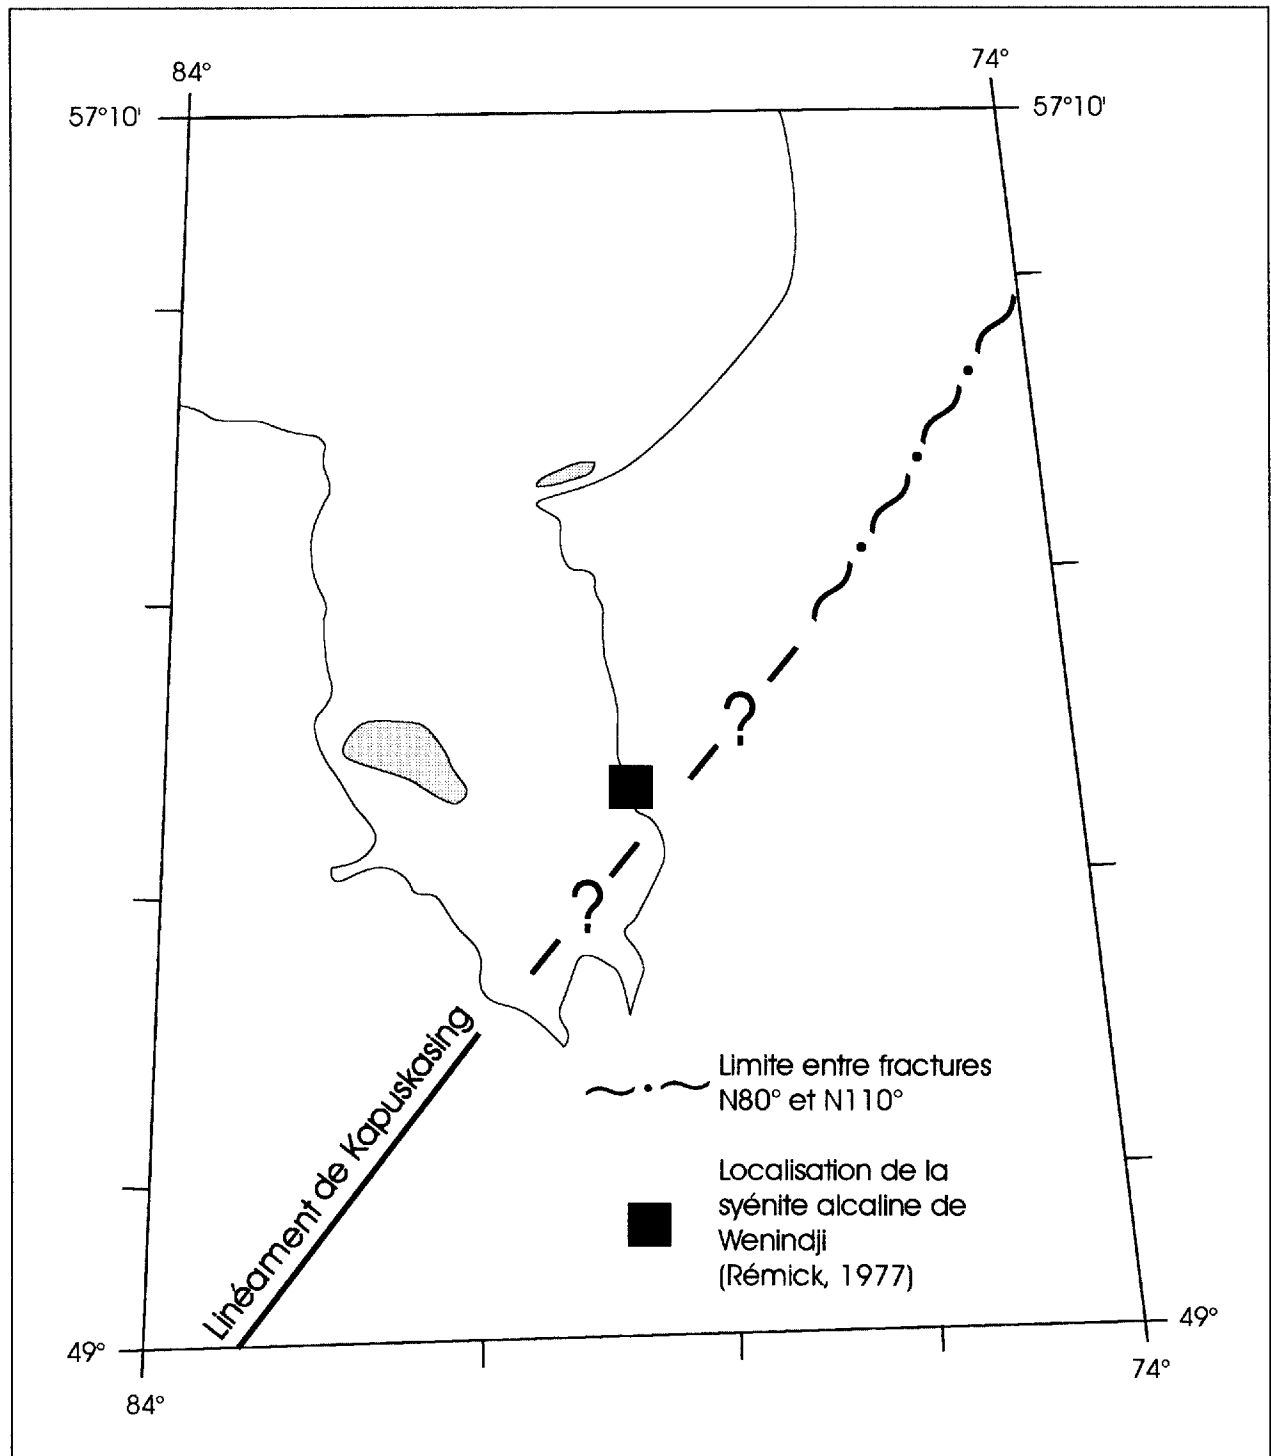 84°
74°
57°10'
57°10'
?
?
Linéament de Kapuskasing
Limite entre fractures
N80° et N110°
Localisation de la
syénite alcaline de
Wenindji
(Rémick, 1977)
49°
49°
84°
74°